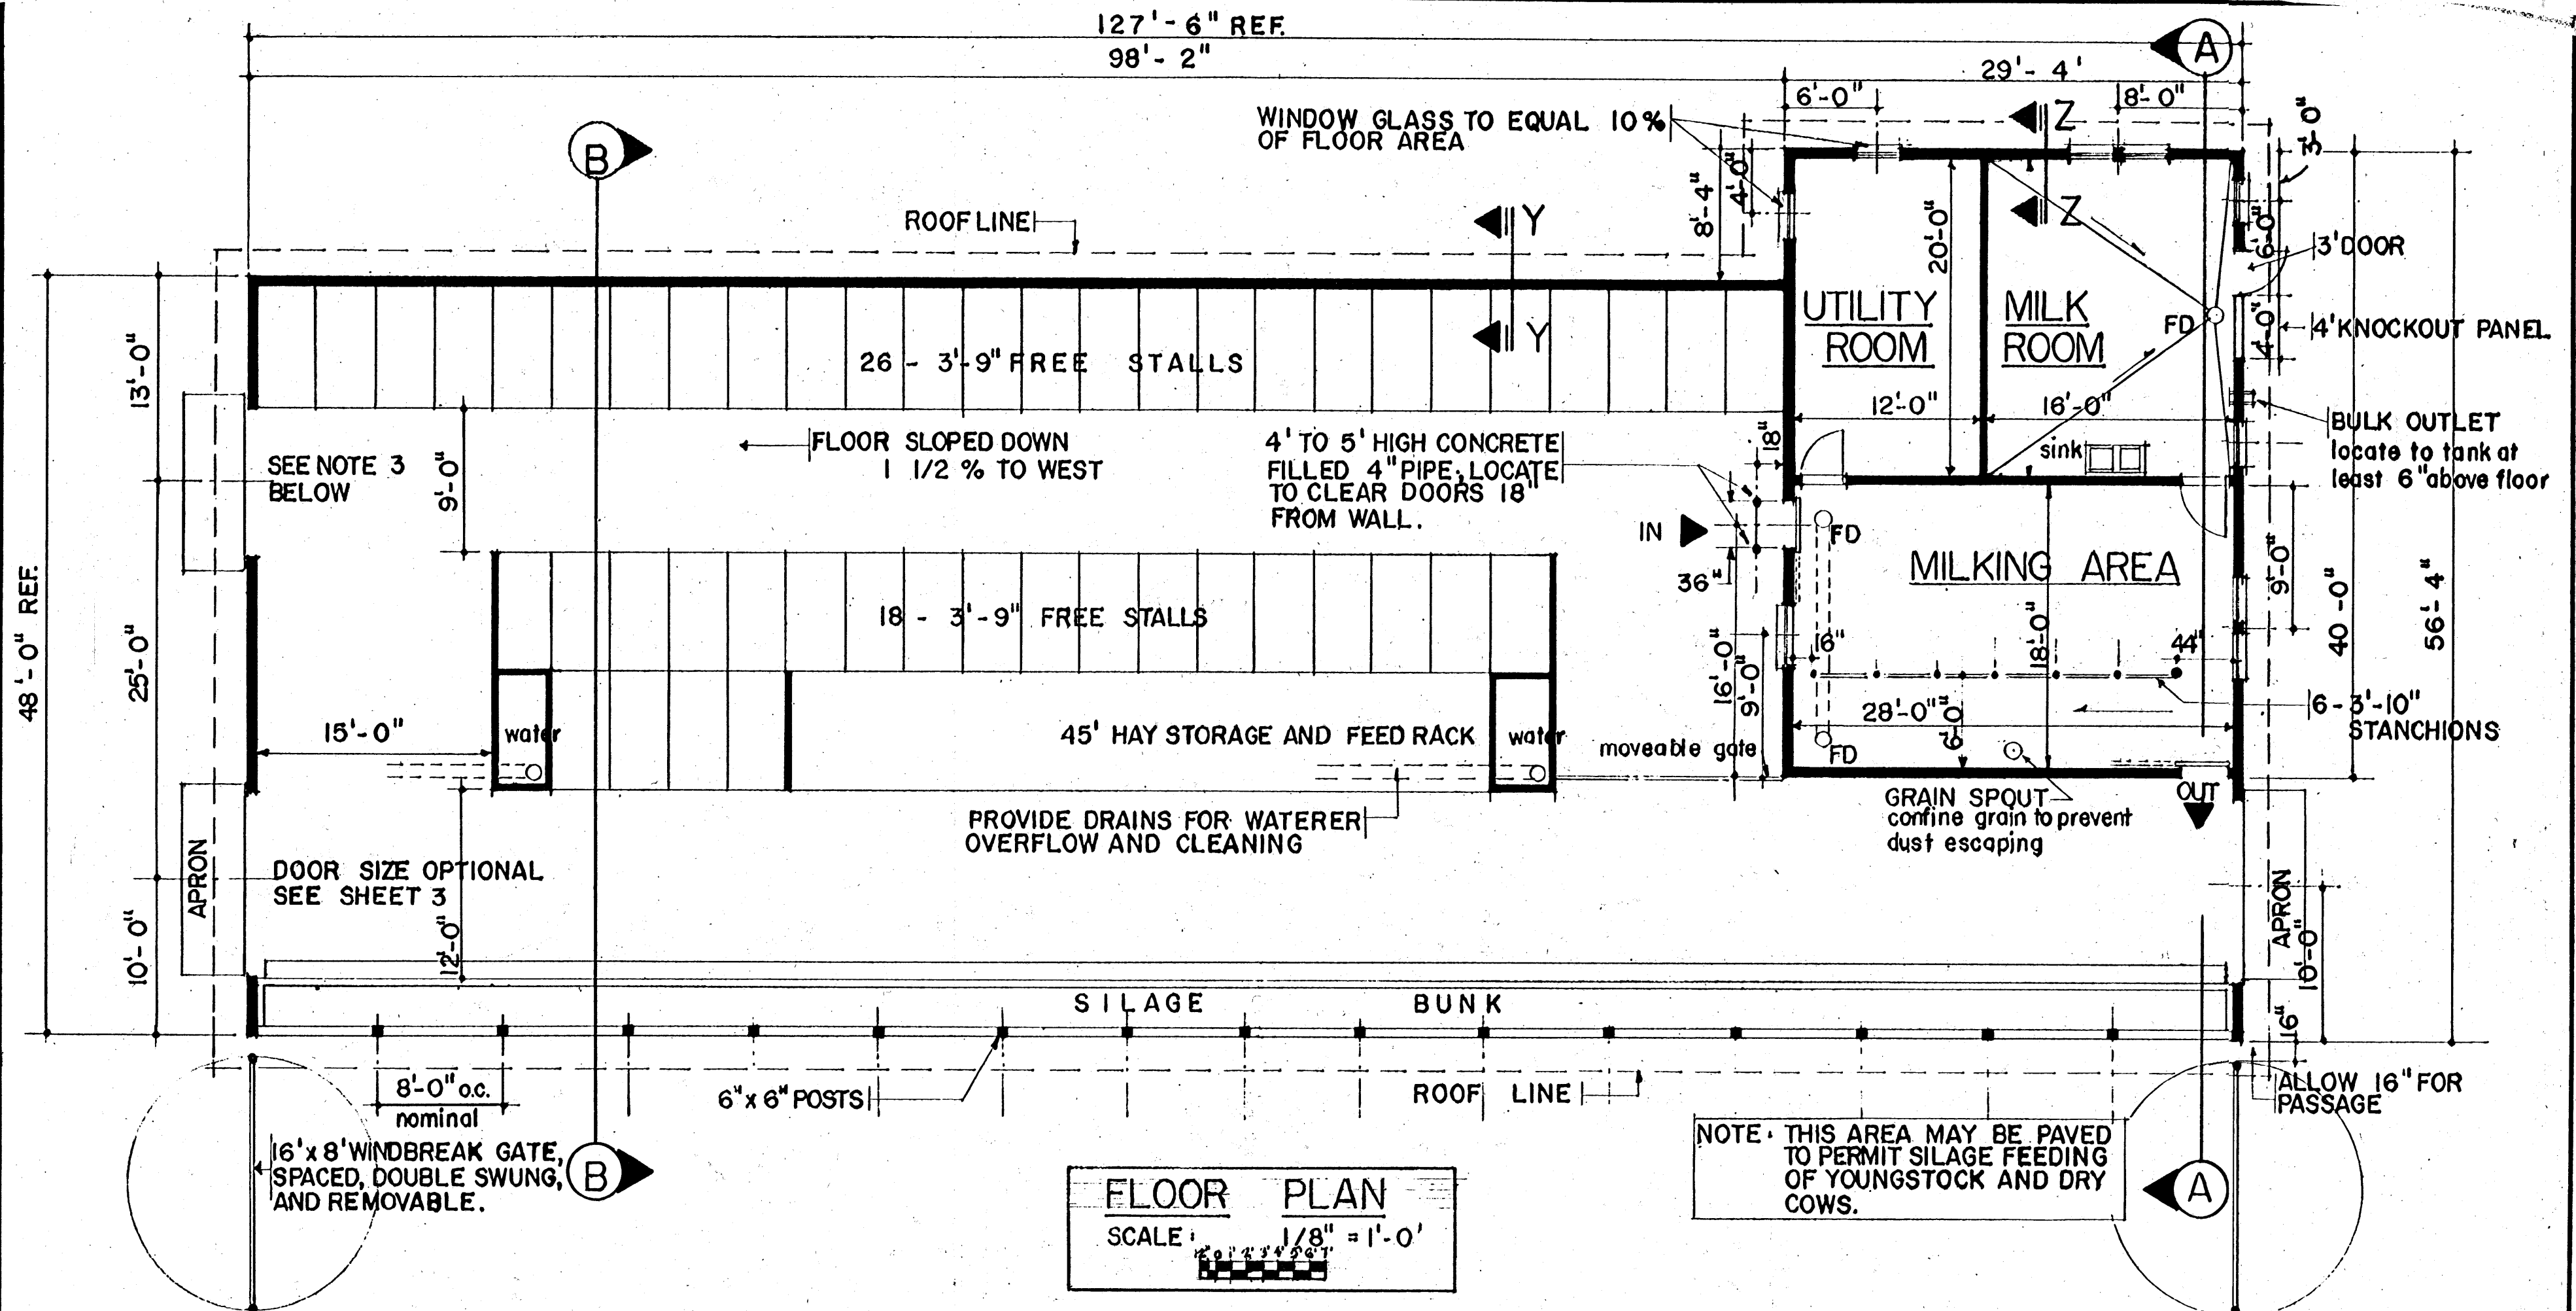 127'-6" REF.
98'-2"
29'-4'
A
6'-0"
8'-0"
3'-0"
WINDOW GLASS TO EQUAL 10%
OF FLOOR AREA
Z
B
4'-0"
8'-4"
ROOF LINE
Y
Z
20'-0"
6'-0"
3' DOOR
UTILITY
ROOM
MILK
ROOM
FD
4'-0"
4' KNOCKOUT PANEL
Y
13'-0"
26 - 3'-9" FREE STALLS
12'-0"
16'-0"
BULK OUTLET
locate to tank at
least 6" above floor
sink
SEE NOTE 3
BELOW
9'-0"
FLOOR SLOPED DOWN
1 1/2 % TO WEST
4' TO 5' HIGH CONCRETE
FILLED 4" PIPE; LOCATE
TO CLEAR DOORS 18"
FROM WALL.
18"
IN
FD
36"
MILKING AREA
9'-0"
40-0"
56'-4"
48'-0" REF.
25'-0"
18 - 3'-9" FREE STALLS
16'-0"
9'-0"
16"
18'-0"
44"
6-3'-10"
STANCHIONS
15'-0"
water
45' HAY STORAGE AND FEED RACK
water
moveable gate
28'-0"
6'-0"
FD
OUT
PROVIDE DRAINS FOR WATERER
OVERFLOW AND CLEANING
GRAIN SPOUT
confine grain to prevent
dust escaping
APRON
DOOR SIZE OPTIONAL
SEE SHEET 3
12'-0"
10'-0"
APRON
10'-0"
SILAGE BUNK
16"
8'-0" o.c.
nominal
6" x 6" POSTS
ROOF LINE
ALLOW 16" FOR
PASSAGE
16' x 8' WINDBREAK GATE,
SPACED, DOUBLE SWUNG,
AND REMOVABLE.
B
NOTE: THIS AREA MAY BE PAVED
TO PERMIT SILAGE FEEDING
OF YOUNGSTOCK AND DRY
COWS.
A
FLOOR PLAN
SCALE: 1/8" = 1'-0'